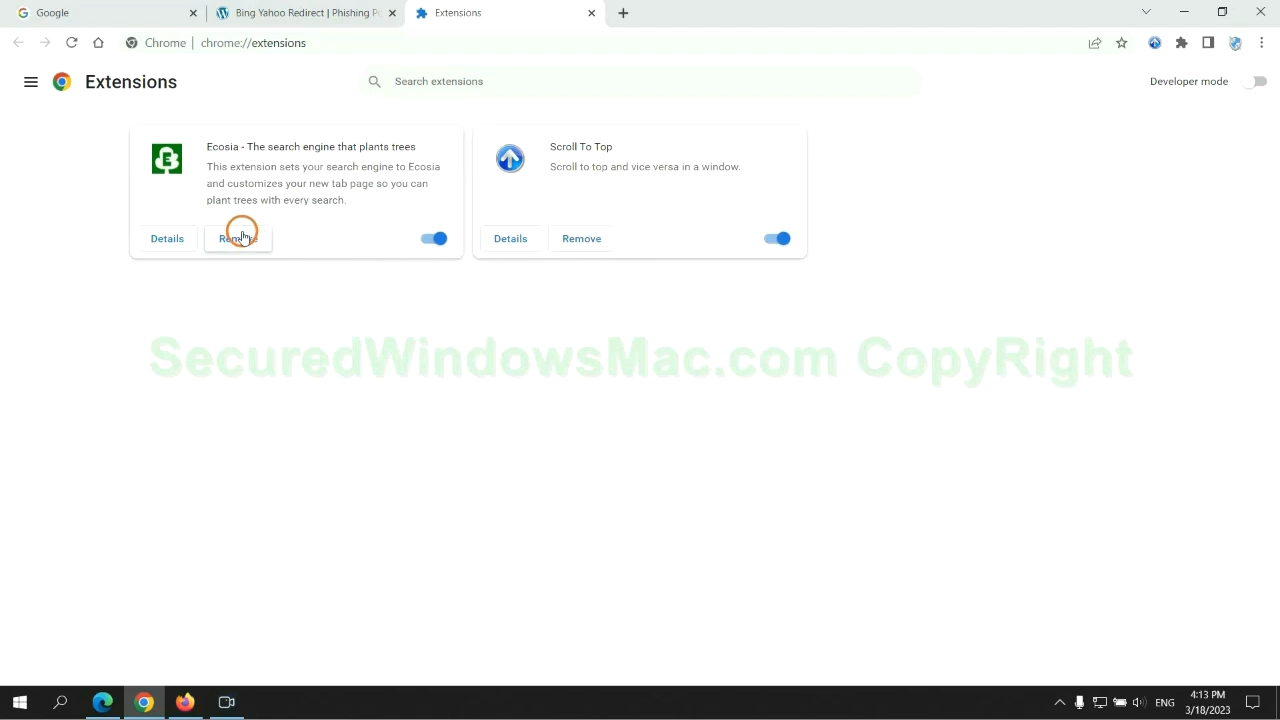 Google
Bing Yahoo Redirect | Phishing Po
Extensions
Chrome
chrome://extensions
Extensions
Search extensions
Developer mode
Ecosia - The search engine that plants trees
This extension sets your search engine to Ecosia
and customizes your new tab page so you can
plant trees with every search.
Details
Remove
Scroll To Top
Scroll to top and vice versa in a window.
Details
Remove
SecuredWindowsMac.com CopyRight
ENG
4:13 PM
3/18/2023